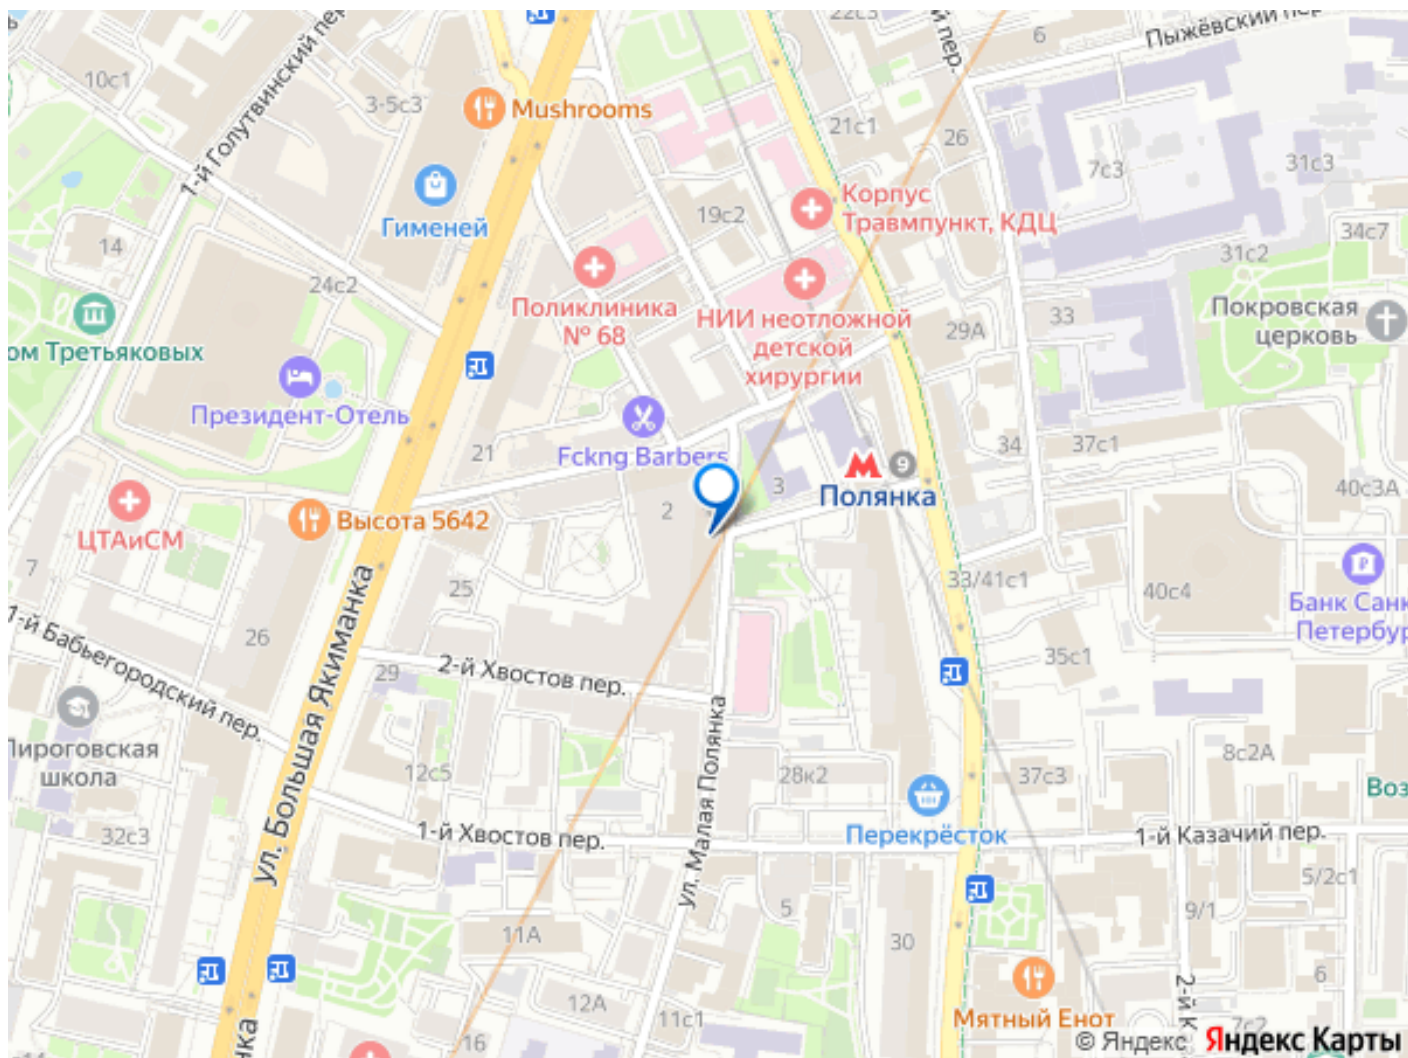 22с3
6
Пыжёвский пер.
пер.
10с1
3-5с3
Mushrooms
1-й Голутвинский пер.
21с1
26
7с3
31с3
Гименей
19с2
Корпус
Травмпункт, КДЦ
34с7
14
31с2
24с2
Поликлиника
№ 68
НИИ неотложной
детской
хирургии
29А
33
Покровская
церковь
ом Третьяковых
Президент-Отель
21
Fckng Barbers
34
37с1
2
3
9
Полянка
40с3А
Высота 5642
ЦТАиСМ
7
25
33/41с1
40с4
Банк Санк
Петербур
1-й Бабьегородский пер.
26
ул. Большая Якиманка
29
2-й Хвостов пер.
35с1
Пироговская
школа
12с5
ул. Малая Полянка
28к2
37с3
8с2А
Воз
32с3
1-й Хвостов пер.
Перекрёсток
1-й Казачий пер.
5/2с1
5
9/1
11А
30
6
12А
11с1
16
Мятный Енот
2-й К
7с2
нка
© Яндекс Яндекс Карты